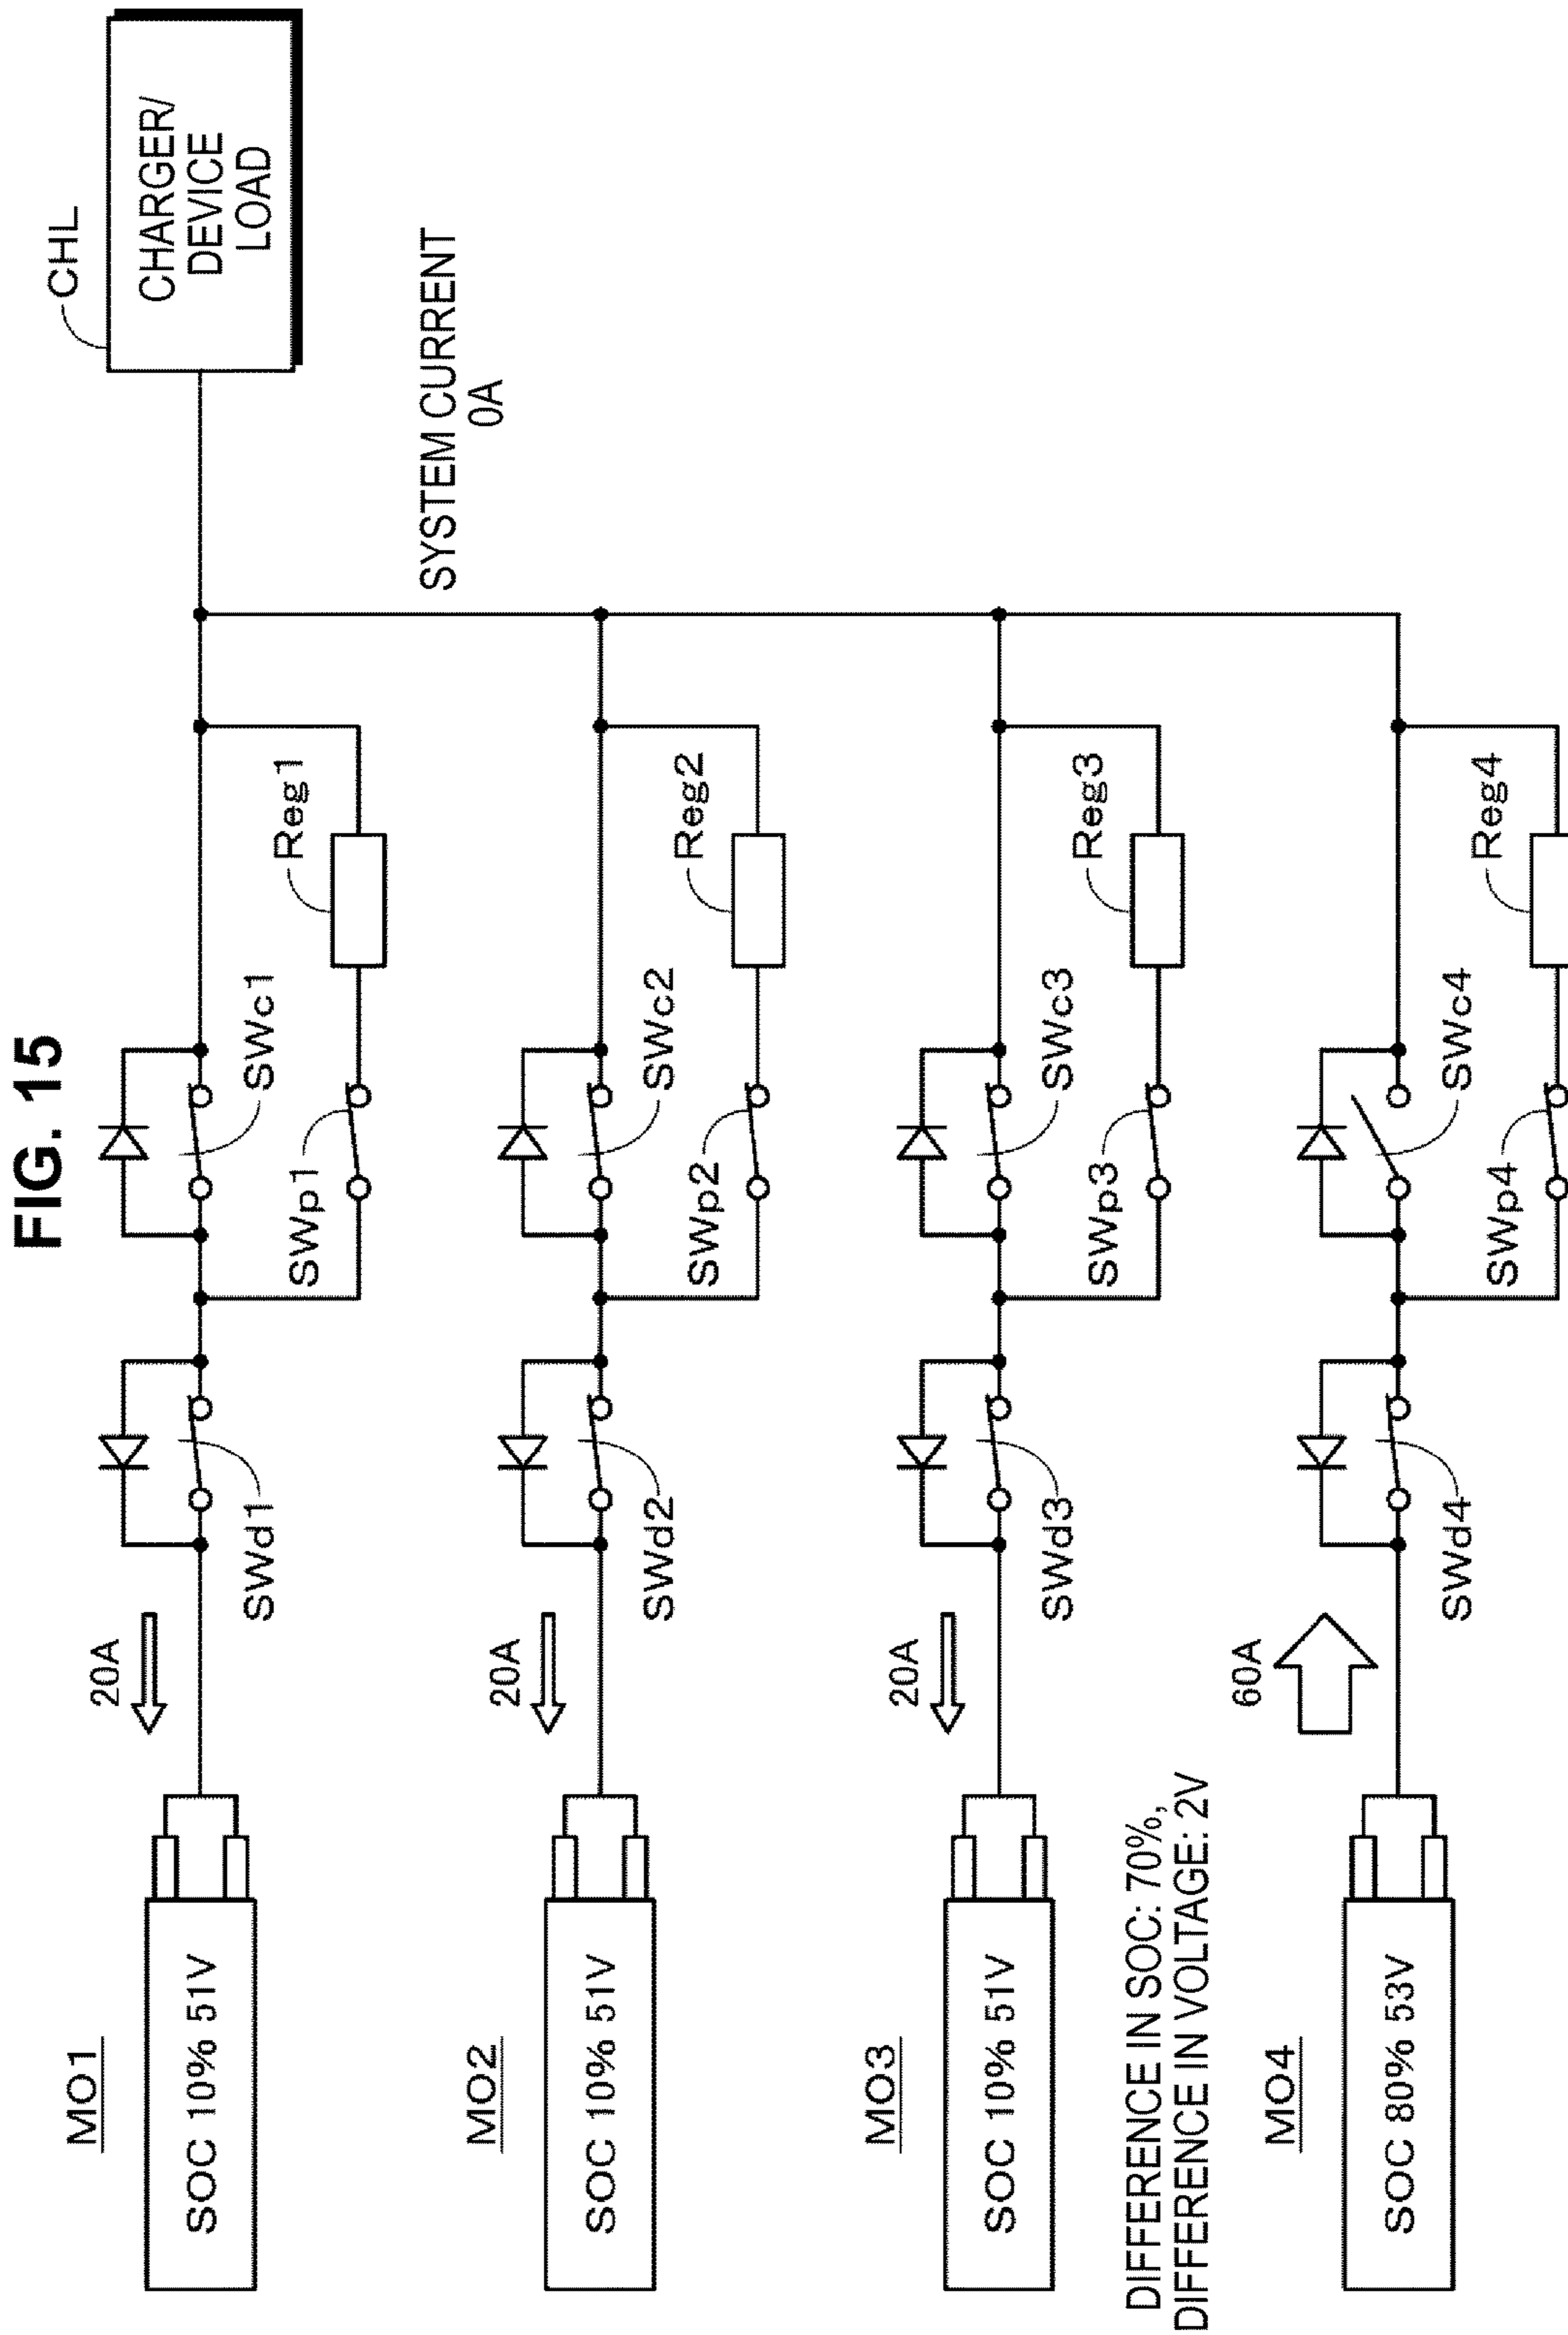 FIG. 15
CHL
CHARGER/
DEVICE
LOAD
SYSTEM CURRENT
0A
MO1
SOC 10% 51V
20A
SWd1
SWc1
SWp1
Reg1
MO2
SOC 10% 51V
20A
SWd2
SWc2
SWp2
Reg2
MO3
SOC 10% 51V
20A
SWd3
SWc3
SWp3
Reg3
DIFFERENCE IN SOC: 70%,
DIFFERENCE IN VOLTAGE: 2V
MO4
SOC 80% 53V
60A
SWd4
SWc4
SWp4
Reg4